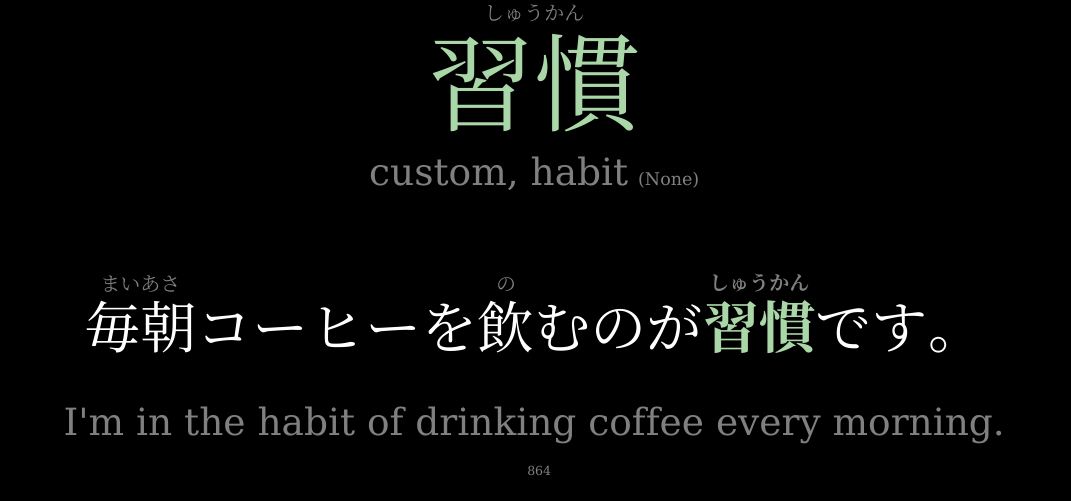 しゅうかん
習慣
custom, habit (None)
まいあさ の しゅうかん
毎朝コーヒーを飲むのが習慣です。
I'm in the habit of drinking coffee every morning.
864